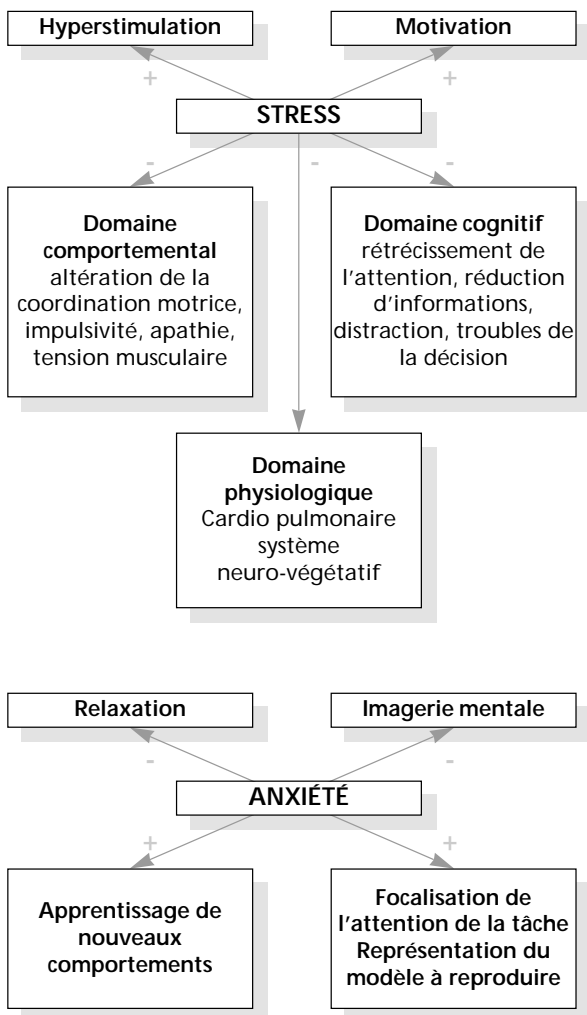 Hyperstimulation
Motivation
+
+
STRESS
-
-
-
Domaine
comportemental
altération de la
coordination motrice,
impulsivité, apathie,
tension musculaire
Domaine cognitif
rétrécissement de
l'attention, réduction
d'informations,
distraction, troubles de
la décision
Domaine
physiologique
Cardio pulmonaire
système
neuro-végétatif
Relaxation
Imagerie mentale
-
-
ANXIÉTÉ
+
+
Apprentissage de
nouveaux
comportements
Focalisation de
l'attention de la tâche
Représentation du
modèle à reproduire